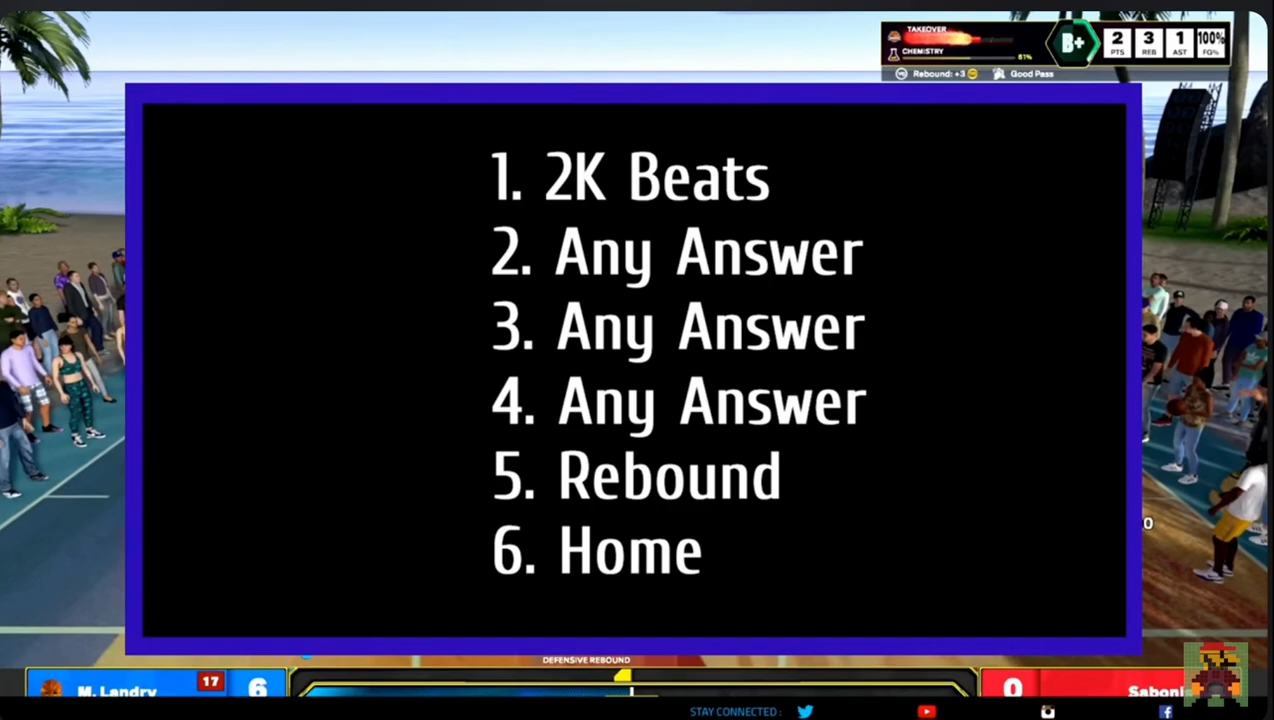 TAKEOVER
CHEMISTRY
61%
B+
2 3 1 100%
PTS REB AST FG%
Rebound: +3
Good Pass
1. 2K Beats
2. Any Answer
3. Any Answer
4. Any Answer
5. Rebound
6. Home
DEFENSIVE REBOUND
M. Landry 17 6
0 Saboni
STAY CONNECTED :